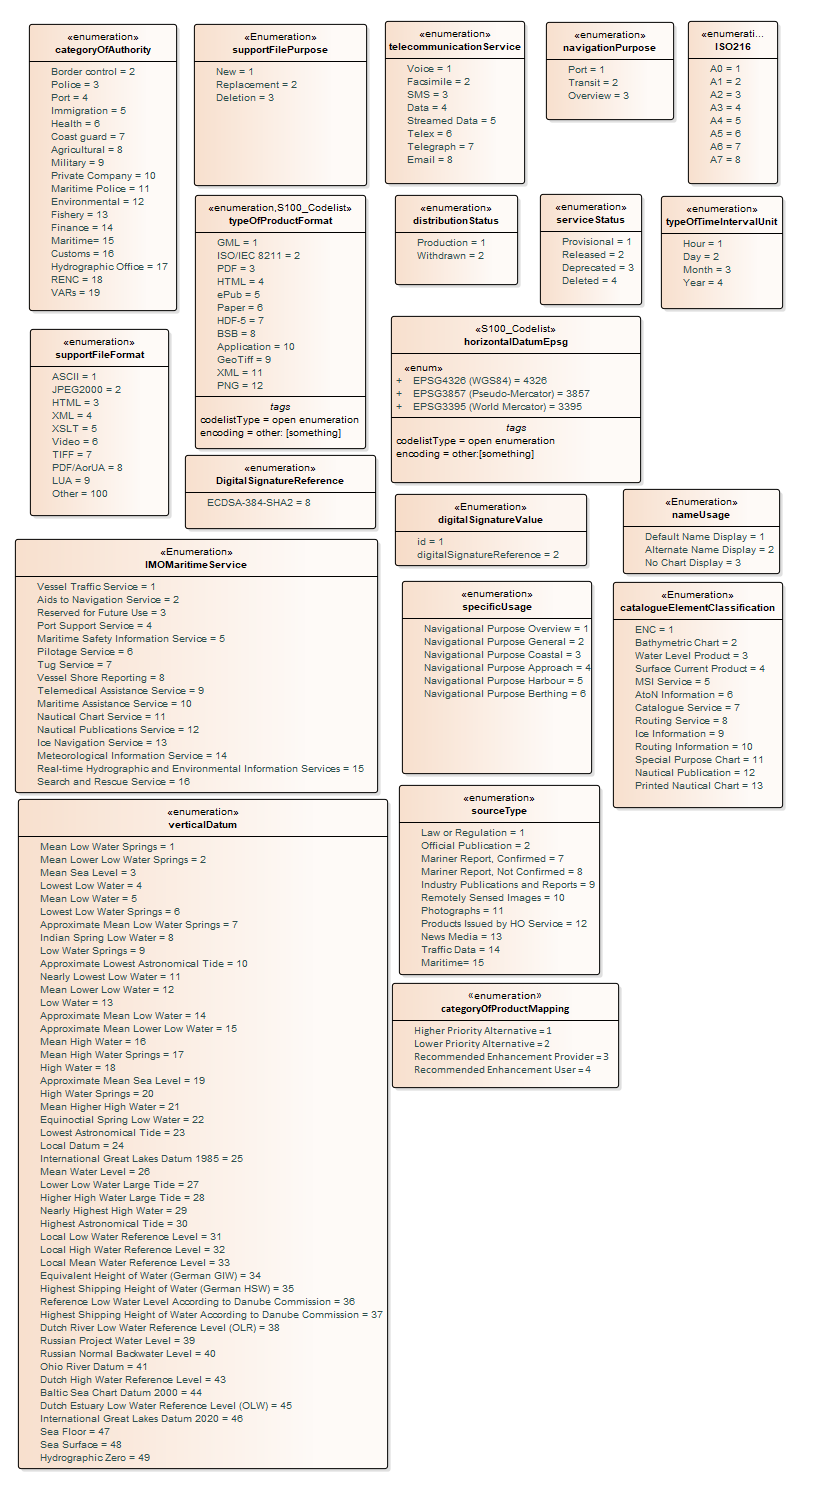 «enumeration»
categoryOfAuthority
Border control = 2
Police = 3
Port = 4
Immigration = 5
Health = 6
Coast guard = 7
Agricultural = 8
Military = 9
Private Company = 10
Maritime Police = 11
Environmental = 12
Fishery = 13
Finance = 14
Maritime= 15
Customs = 16
Hydrographic Office = 17
RENC = 18
VARs = 19
«Enumeration»
supportFilePurpose
New = 1
Replacement = 2
Deletion = 3
«enumeration»
telecommunicationService
Voice = 1
Facsimile = 2
SMS = 3
Data = 4
Streamed Data = 5
Telex = 6
Telegraph = 7
Email = 8
«enumeration»
navigationPurpose
Port = 1
Transit = 2
Overview = 3
«enumerati...
ISO216
A0 = 1
A1 = 2
A2 = 3
A3 = 4
A4 = 5
A5 = 6
A6 = 7
A7 = 8
«enumeration,S100_Codelist»
typeOfProductFormat
GML = 1
ISO/IEC 8211 = 2
PDF = 3
HTML = 4
ePub = 5
Paper = 6
HDF-5 = 7
BSB = 8
Application = 10
GeoTiff = 9
XML = 11
PNG = 12
tags
codelistType = open enumeration
encoding = other: [something]
«enumeration»
distributionStatus
Production = 1
Withdrawn = 2
«enumeration»
serviceStatus
Provisional = 1
Released = 2
Deprecated = 3
Deleted = 4
«enumeration»
typeOfTimeIntervalUnit
Hour = 1
Day = 2
Month = 3
Year = 4
«enumeration»
supportFileFormat
ASCII = 1
JPEG2000 = 2
HTML = 3
XML = 4
XSLT = 5
Video = 6
TIFF = 7
PDF/AorUA = 8
LUA = 9
Other = 100
«S100_Codelist»
horizontalDatumEpsg
«enum»
+ EPSG4326 (WGS84) = 4326
+ EPSG3857 (Pseudo-Mercator) = 3857
+ EPSG3395 (World Mercator) = 3395
tags
codelistType = open enumeration
encoding = other:[something]
«enumeration»
DigitalSignatureReference
ECDSA-384-SHA2 = 8
«Enumeration»
digitalSignatureValue
id = 1
digitalSignatureReference = 2
«Enumeration»
nameUsage
Default Name Display = 1
Alternate Name Display = 2
No Chart Display = 3
«Enumeration»
IMOMaritimeService
Vessel Traffic Service = 1
Aids to Navigation Service = 2
Reserved for Future Use = 3
Port Support Service = 4
Maritime Safety Information Service = 5
Pilotage Service = 6
Tug Service = 7
Vessel Shore Reporting = 8
Telemedical Assistance Service = 9
Maritime Assistance Service = 10
Nautical Chart Service = 11
Nautical Publications Service = 12
Ice Navigation Service = 13
Meteorological Information Service = 14
Real-time Hydrographic and Environmental Information Services = 15
Search and Rescue Service = 16
«enumeration»
specificUsage
Navigational Purpose Overview = 1
Navigational Purpose General = 2
Navigational Purpose Coastal = 3
Navigational Purpose Approach = 4
Navigational Purpose Harbour = 5
Navigational Purpose Berthing = 6
«Enumeration»
catalogueElementClassification
ENC = 1
Bathymetric Chart = 2
Water Level Product = 3
Surface Current Product = 4
MSI Service = 5
AtoN Information = 6
Catalogue Service = 7
Routing Service = 8
Ice Information = 9
Routing Information = 10
Special Purpose Chart = 11
Nautical Publication = 12
Printed Nautical Chart = 13
«enumeration»
verticalDatum
Mean Low Water Springs = 1
Mean Lower Low Water Springs = 2
Mean Sea Level = 3
Lowest Low Water = 4
Mean Low Water = 5
Lowest Low Water Springs = 6
Approximate Mean Low Water Springs = 7
Indian Spring Low Water = 8
Low Water Springs = 9
Approximate Lowest Astronomical Tide = 10
Nearly Lowest Low Water = 11
Mean Lower Low Water = 12
Low Water = 13
Approximate Mean Low Water = 14
Approximate Mean Lower Low Water = 15
Mean High Water = 16
Mean High Water Springs = 17
High Water = 18
Approximate Mean Sea Level = 19
High Water Springs = 20
Mean Higher High Water = 21
Equinoctial Spring Low Water = 22
Lowest Astronomical Tide = 23
Local Datum = 24
International Great Lakes Datum 1985 = 25
Mean Water Level = 26
Lower Low Water Large Tide = 27
Higher High Water Large Tide = 28
Nearly Highest High Water = 29
Highest Astronomical Tide = 30
Local Low Water Reference Level = 31
Local High Water Reference Level = 32
Local Mean Water Reference Level = 33
Equivalent Height of Water (German GlW) = 34
Highest Shipping Height of Water (German HSW) = 35
Reference Low Water Level According to Danube Commission = 36
Highest Shipping Height of Water According to Danube Commission = 37
Dutch River Low Water Reference Level (OLR) = 38
Russian Project Water Level = 39
Russian Normal Backwater Level = 40
Ohio River Datum = 41
Dutch High Water Reference Level = 43
Baltic Sea Chart Datum 2000 = 44
Dutch Estuary Low Water Reference Level (OLW) = 45
International Great Lakes Datum 2020 = 46
Sea Floor = 47
Sea Surface = 48
Hydrographic Zero = 49
«enumeration»
sourceType
Law or Regulation = 1
Official Publication = 2
Mariner Report, Confirmed = 7
Mariner Report, Not Confirmed = 8
Industry Publications and Reports = 9
Remotely Sensed Images = 10
Photographs = 11
Products Issued by HO Service = 12
News Media = 13
Traffic Data = 14
Maritime= 15
«enumeration»
categoryOfProductMapping
Higher Priority Alternative = 1
Lower Priority Alternative = 2
Recommended Enhancement Provider = 3
Recommended Enhancement User = 4